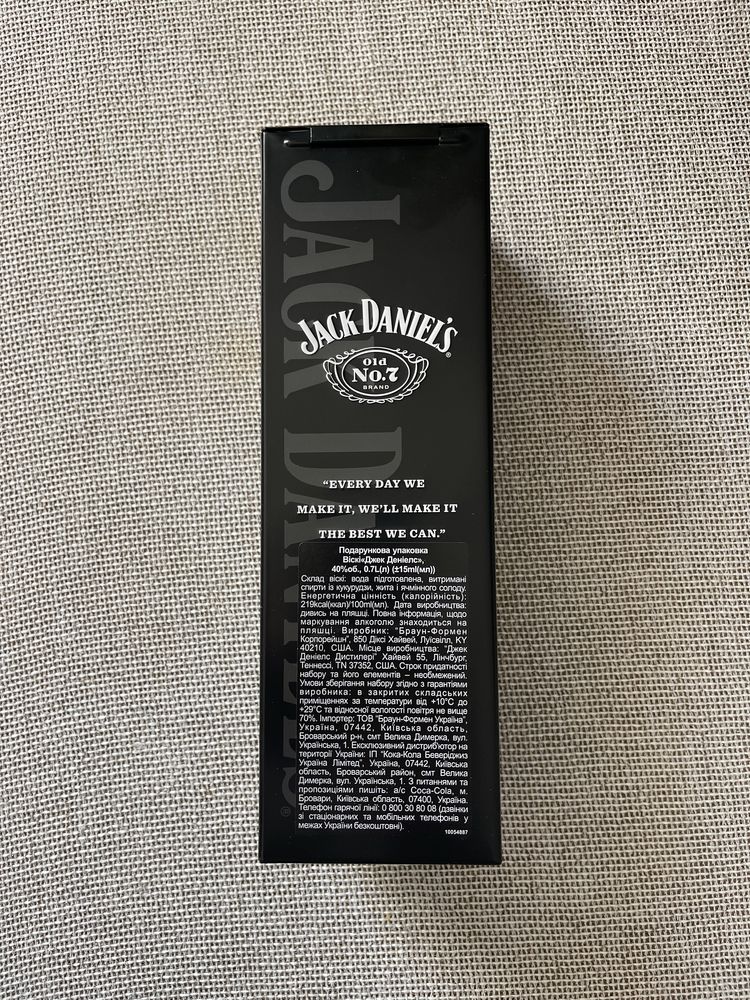 JACK DANIEL'S
JACK DANIEL'S®
Old
No.7
BRAND
“EVERY DAY WE
MAKE IT, WE'LL MAKE IT
THE BEST WE CAN.”
Подарункова упаковка
Віскі«Джек Деніелс»,
40%об., 0.7L(л) (±15ml(мл))
Склад віскі: вода підготовлена, витримані
спирти із кукурудзи, жита і ячмінного солоду.
Енергетична цінність (калорійність):
219kcal(ккал)/100ml(мл). Дата виробництва:
дивись на пляшці. Повна інформація, щодо
маркування алкоголю знаходиться на
пляшці. Виробник: "Браун-Формен
Корпорейшн", 850 Діксі Хайвей, Луісвілл, KY
40210, США. Місце виробництва: "Джек
Деніелс Дистилері" Хайвей 55, Лінчбург,
Теннессі, TN 37352, США. Строк придатності
набору та його елементів – необмежений.
Умови зберігання набору згідно з гарантіями
виробника: в закритих складських
приміщеннях за температури від +10°C до
+29°C та відносної вологості повітря не вище
70%. Імпортер: ТОВ "Браун-Формен Україна",
Україна, 07442, Київська область,
Броварський р-н, смт Велика Димерка, вул.
Українська, 1. Ексклюзивний дистриб'ютор на
території України: ІП "Кока-Кола Беверіджиз
Україна Лімітед", Україна, 07442, Київська
область, Броварський район, смт Велика
Димерка, вул. Українська, 1. З питаннями та
пропозиціями пишіть: а/с Coca-Cola, м.
Бровари, Київська область, 07400, Україна.
Телефон гарячої лінії: 0 800 30 80 08 (дзвінки
зі стаціонарних та мобільних телефонів у
межах України безкоштовні).
10054887